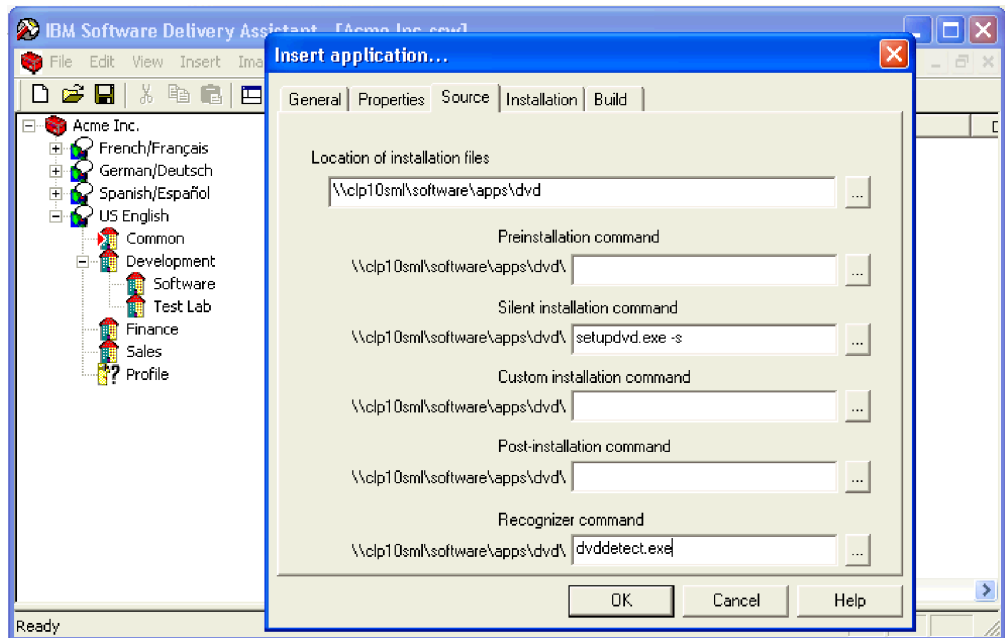 IBM Software Delivery Assistant - [Acme Inc.csw]
File Edit View Insert Ima
Insert application...
General Properties Source Installation Build
Acme Inc.
French/Français
German/Deutsch
Spanish/Español
US English
Common
Development
Software
Test Lab
Finance
Sales
Profile
Location of installation files
\\clp10sml\software\apps\dvd
...
Preinstallation command
\\clp10sml\software\apps\dvd\
...
Silent installation command
\\clp10sml\software\apps\dvd\ setupdvd.exe -s
...
Custom installation command
\\clp10sml\software\apps\dvd\
...
Post-installation command
\\clp10sml\software\apps\dvd\
...
Recognizer command
\\clp10sml\software\apps\dvd\ dvddetect.exe
...
OK Cancel Help
Ready